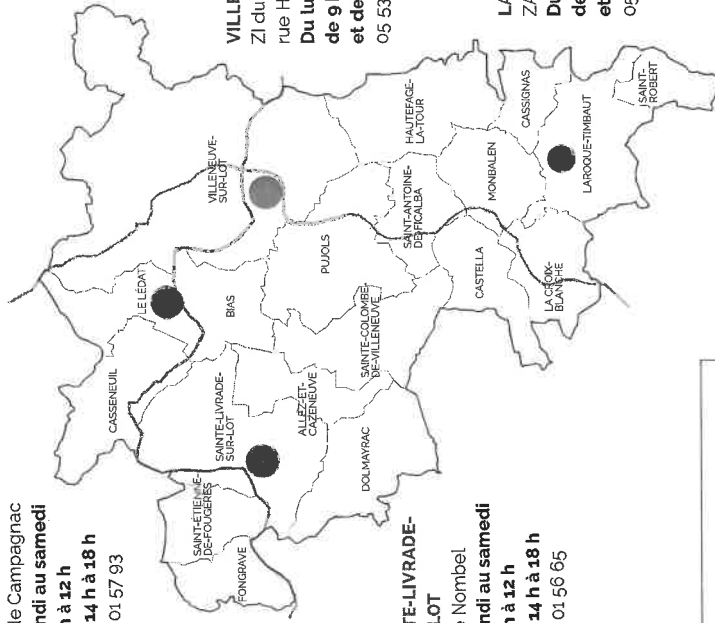 le Campagnac
ndi au samedi
h à 12 h
14 h à 18 h
01 57 93
VILLE
ZI du
rue H
Du lu
de 9 h
et de
05 53
LA
ZA
Du
de
et
05
TE-LIVRADE-
LOT
e Nombel
ndi au samedi
h à 12 h
14 h à 18 h
01 56 65
CASSENEUIL
LE LÉDAT
VILLENEUVE-
SUR-LOT
SAINT-ÉTIENNE-
DE-FOUGÈRES
FONGRAVE
SAINTE-LIVRADE-
SUR-LOT
BIAS
PUJOLS
ALLEZ-ET-
CAZENEUVE
SAINTE-COLOMBE-
DE-VILLENEUVE
DOLMAYRAC
SAINT-ANTOINE-
DE-FICALBA
HAUTEFAGE-
LA-TOUR
CASTELLA
MONBALEN
CASSIGNAS
LA CROIX-
BLANCHE
LAROQUE-TIMBAUT
SAINT-
ROBERT